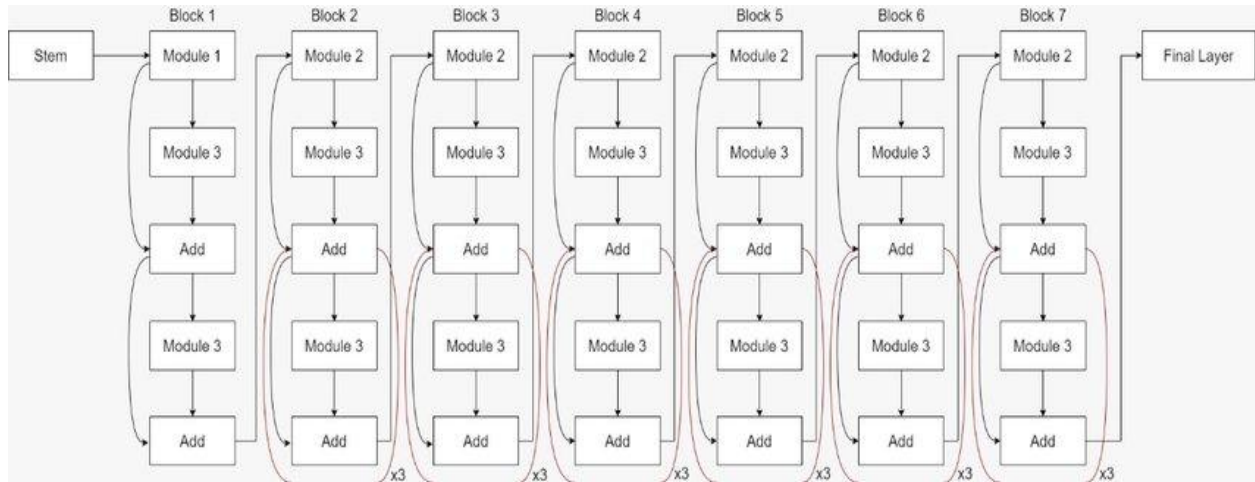 Block 1 Block 2 Block 3 Block 4 Block 5 Block 6 Block 7
Stem Module 1 Module 2 Module 2 Module 2 Module 2 Module 2 Module 2 Final Layer
Module 3 Module 3 Module 3 Module 3 Module 3 Module 3 Module 3
Add Add Add Add Add Add Add
Module 3 Module 3 Module 3 Module 3 Module 3 Module 3 Module 3
Add Add Add Add Add Add Add
x3 x3 x3 x3 x3 x3